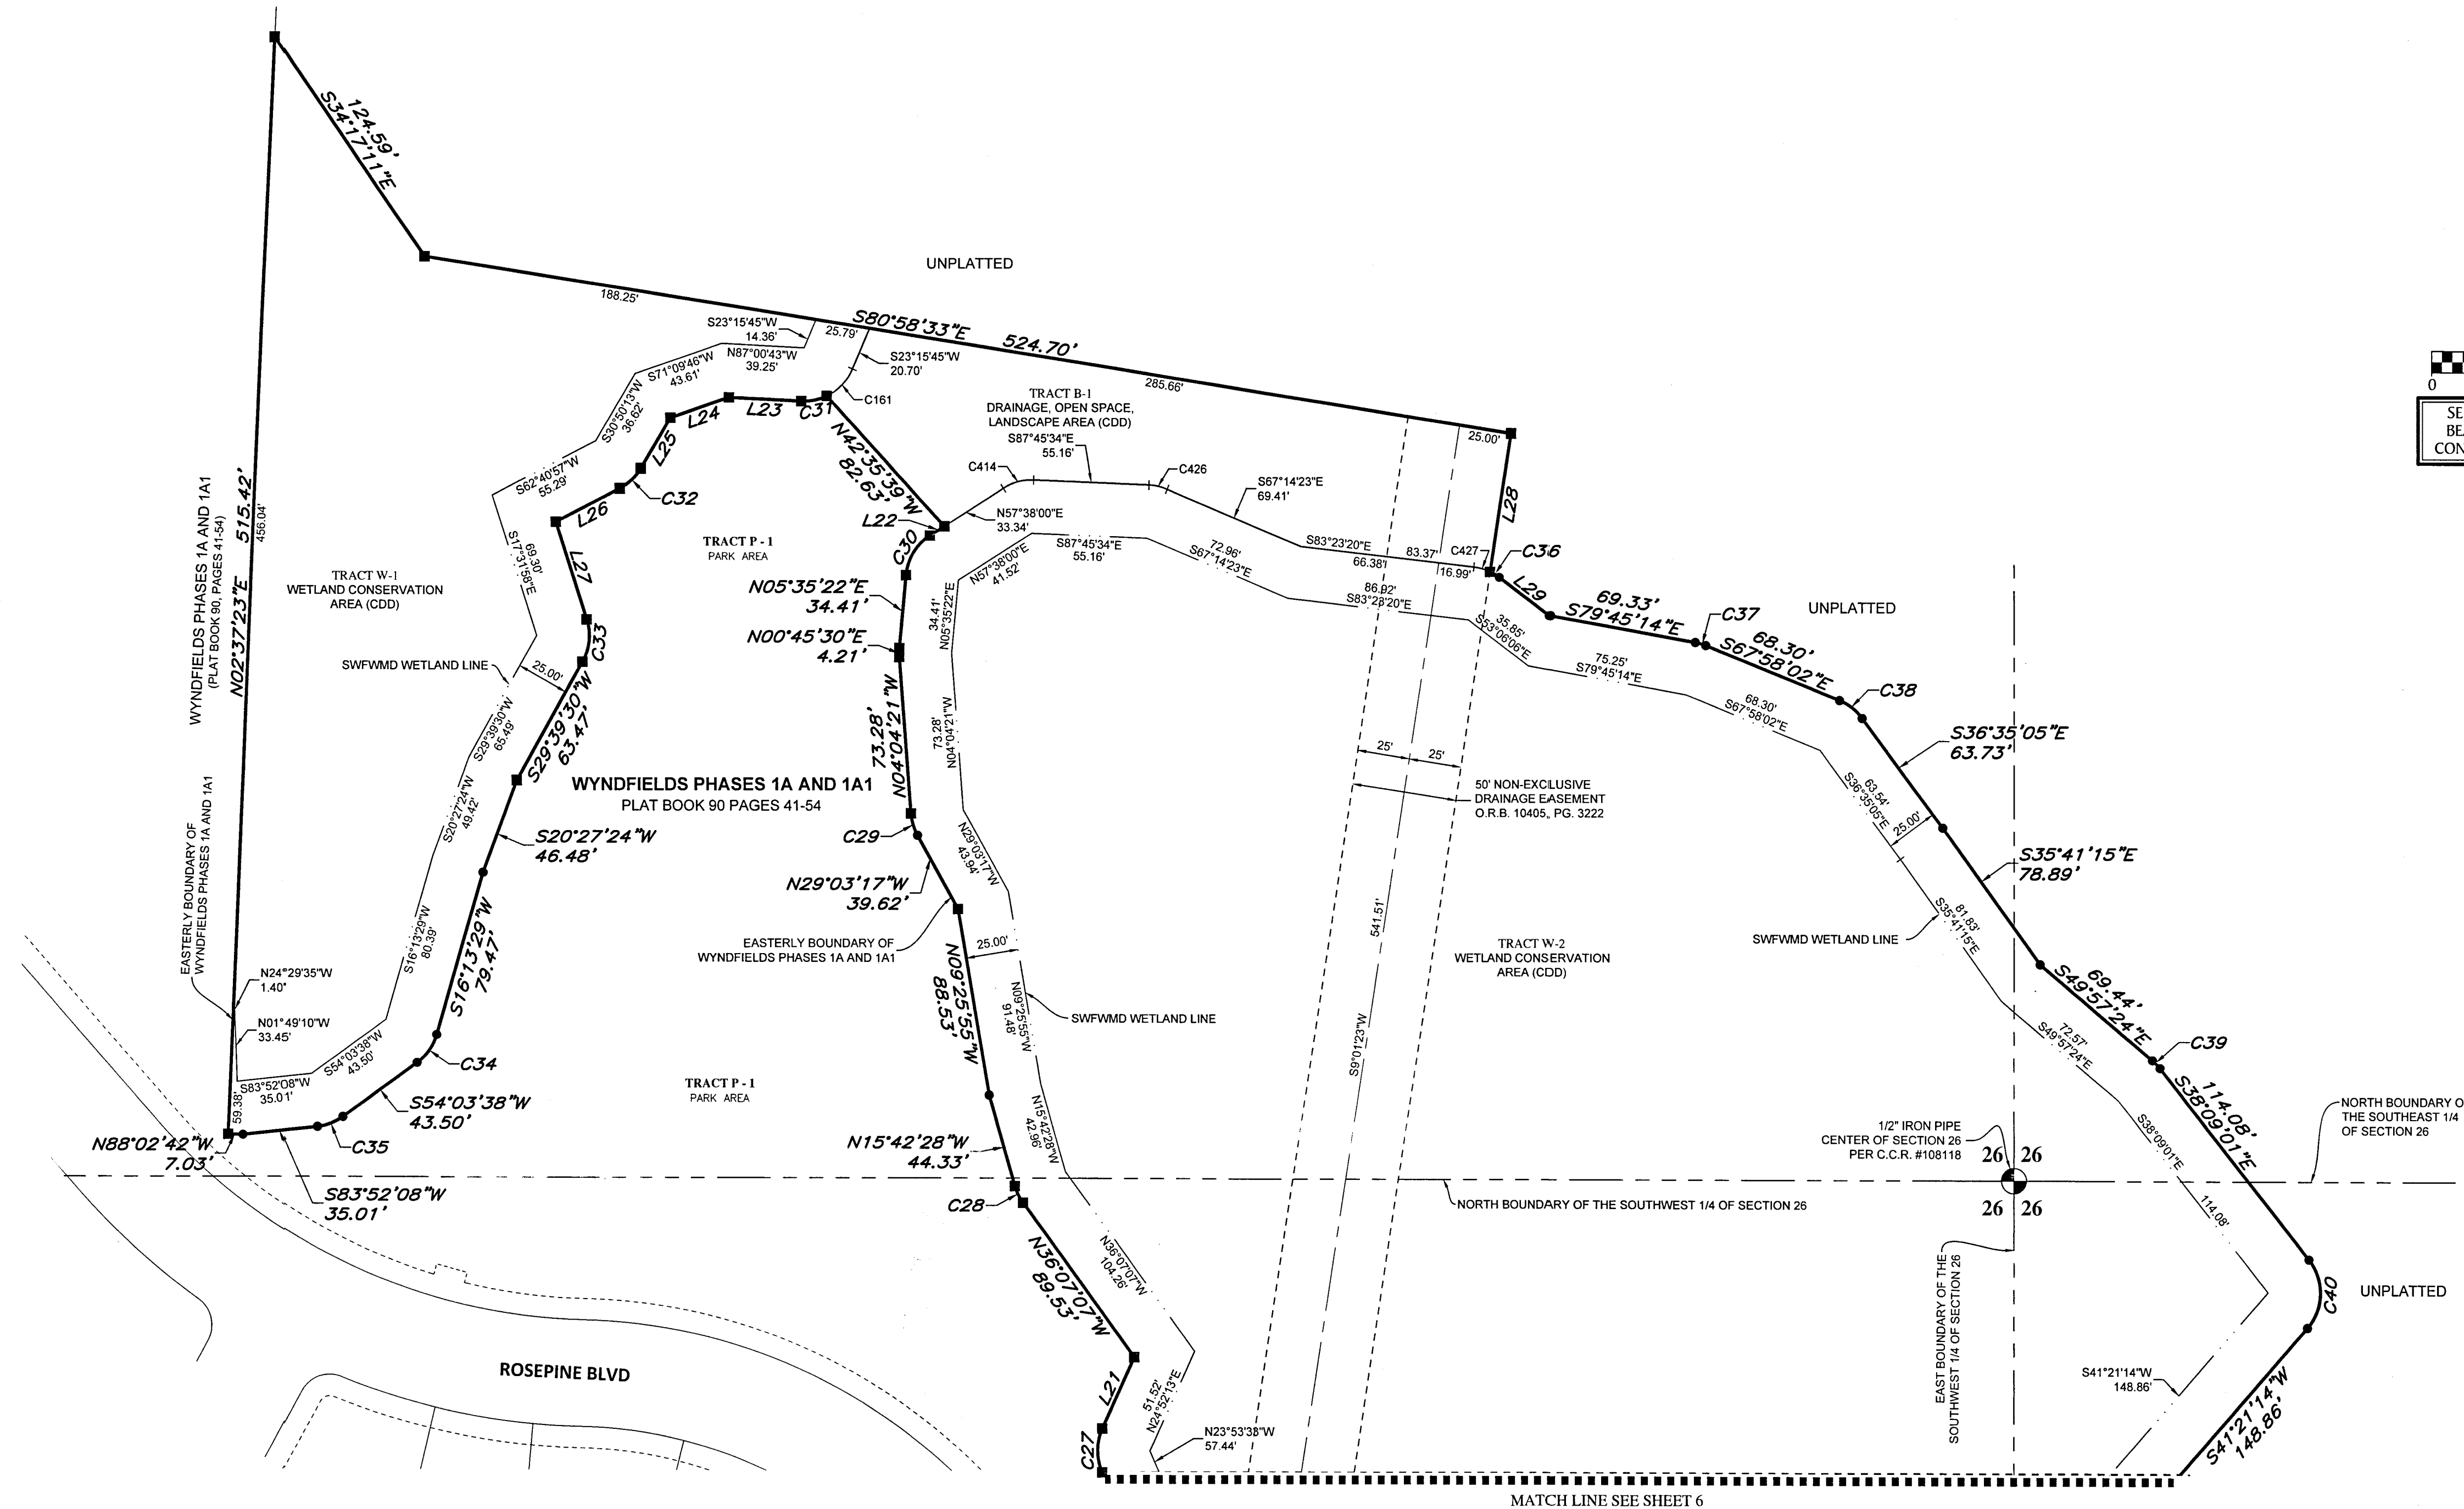 124.59'
S34°17'11"E
UNPLATTED
188.25'
S80°58'33"E 524.70'
25.79'
285.66'
25.00'
S23°15'45"W
14.36'
N87°00'43"W
39.25'
S71°09'46"W
43.61'
S30°50'13"W
36.62'
S62°40'57"W
55.29'
S17°31'58"E
69.30'
S23°15'45"W
20.70'
C161
L24
L23
C31
L25
C32
L26
L27
C33
N42°35'39"W
82.63'
L22
C30
TRACT B-1
DRAINAGE, OPEN SPACE,
LANDSCAPE AREA (CDD)
S87°45'34"E
55.16'
C414
C426
S67°14'23"E
69.41'
N57°38'00"E
33.34'
N57°38'00"E
41.52'
S87°45'34"E
55.16'
72.96'
S67°14'23"E
S83°23'20"E
66.38'
83.37'
16.99'
C427
C36
L28
L29
86.92'
S83°23'20"E
35.85'
S53°06'06"E
69.33'
S79°45'14"E
C37
UNPLATTED
68.30'
S67°58'02"E
C38
75.25'
S79°45'14"E
68.30'
S67°58'02"E
0
SE
BE
CON
WYNDFIELDS PHASES 1A AND 1A1
(PLAT BOOK 90, PAGES 41-54)
N02°37'23"E 515.42'
456.04'
TRACT W-1
WETLAND CONSERVATION
AREA (CDD)
TRACT P - 1
PARK AREA
N05°35'22"E
34.41'
N00°45'30"E
4.21'
34.41'
N05°35'22"E
SWFWMD WETLAND LINE
25.00'
S29°39'30"W
65.49'
S29°39'30"W
63.47'
73.28'
N04°04'21"W
73.28'
N04°04'21"W
WYNDFIELDS PHASES 1A AND 1A1
PLAT BOOK 90 PAGES 41-54
S20°27'24"W
49.42'
S20°27'24"W
46.48'
C29
N29°03'17"W
43.94'
N29°03'17"W
39.62'
25'
25'
50' NON-EXCLUSIVE
DRAINAGE EASEMENT
O.R.B. 10405, PG. 3222
S36°35'05"E
63.73'
63.54'
S36°35'05"E
25.00'
S35°41'15"E
78.89'
81.83'
S35°41'15"E
EASTERLY BOUNDARY OF
WYNDFIELDS PHASES 1A AND 1A1
N24°29'35"W
1.40"
N01°49'10"W
33.45'
S16°13'29"W
80.39'
S16°13'29"W
79.47'
EASTERLY BOUNDARY OF
WYNDFIELDS PHASES 1A AND 1A1
25.00'
N09°25'55"W
88.53'
N09°25'55"W
91.48'
SWFWMD WETLAND LINE
541.51'
S9°01'23"W
TRACT W-2
WETLAND CONSERVATION
AREA (CDD)
SWFWMD WETLAND LINE
69.44'
S49°57'24"E
72.57'
S49°57'24"E
C39
114.08'
S38°09'01"E
S38°09'01"E
114.08'
S83°52'08"W
35.01'
S54°03'38"W
43.50'
C34
59.38'
S54°03'38"W
43.50'
N88°02'42"W
7.03'
C35
S83°52'08"W
35.01'
TRACT P - 1
PARK AREA
N15°42'28"W
44.33'
N15°42'28"W
42.96'
C28
NORTH BOUNDARY OF THE SOUTHWEST 1/4 OF SECTION 26
1/2" IRON PIPE
CENTER OF SECTION 26
PER C.C.R. #108118
26 26
26 26
NORTH BOUNDARY O
THE SOUTHEAST 1/4
OF SECTION 26
N36°07'07"W
89.53'
N36°07'07"W
104.26'
EAST BOUNDARY OF THE
SOUTHWEST 1/4 OF SECTION 26
C40
UNPLATTED
ROSEPINE BLVD
L21
51.52'
N24°52'13"E
C27
N23°53'33"W
57.44'
S41°21'14"W
148.86'
S41°21'14"W
148.86'
MATCH LINE SEE SHEET 6